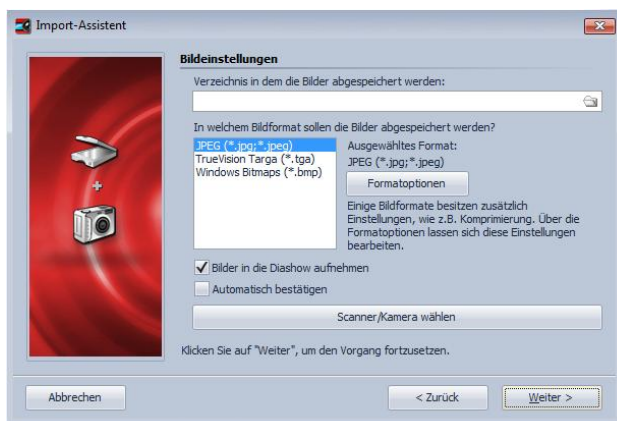 Import-Assistent
Bildeinstellungen
Verzeichnis in dem die Bilder abgespeichert werden:
In welchem Bildformat sollen die Bilder abgespeichert werden?
JPEG (*.jpg;*.jpeg)
TrueVision Targa (*.tga)
Windows Bitmaps (*.bmp)
Ausgewähltes Format:
JPEG (*.jpg;*.jpeg)
Formatoptionen
Einige Bildformate besitzen zusätzlich
Einstellungen, wie z.B. Komprimierung. Über die
Formatoptionen lassen sich diese Einstellungen
bearbeiten.
Bilder in die Diashow aufnehmen
Automatisch bestätigen
Scanner/Kamera wählen
Klicken Sie auf "Weiter", um den Vorgang fortzusetzen.
Abbrechen
< Zurück
Weiter >